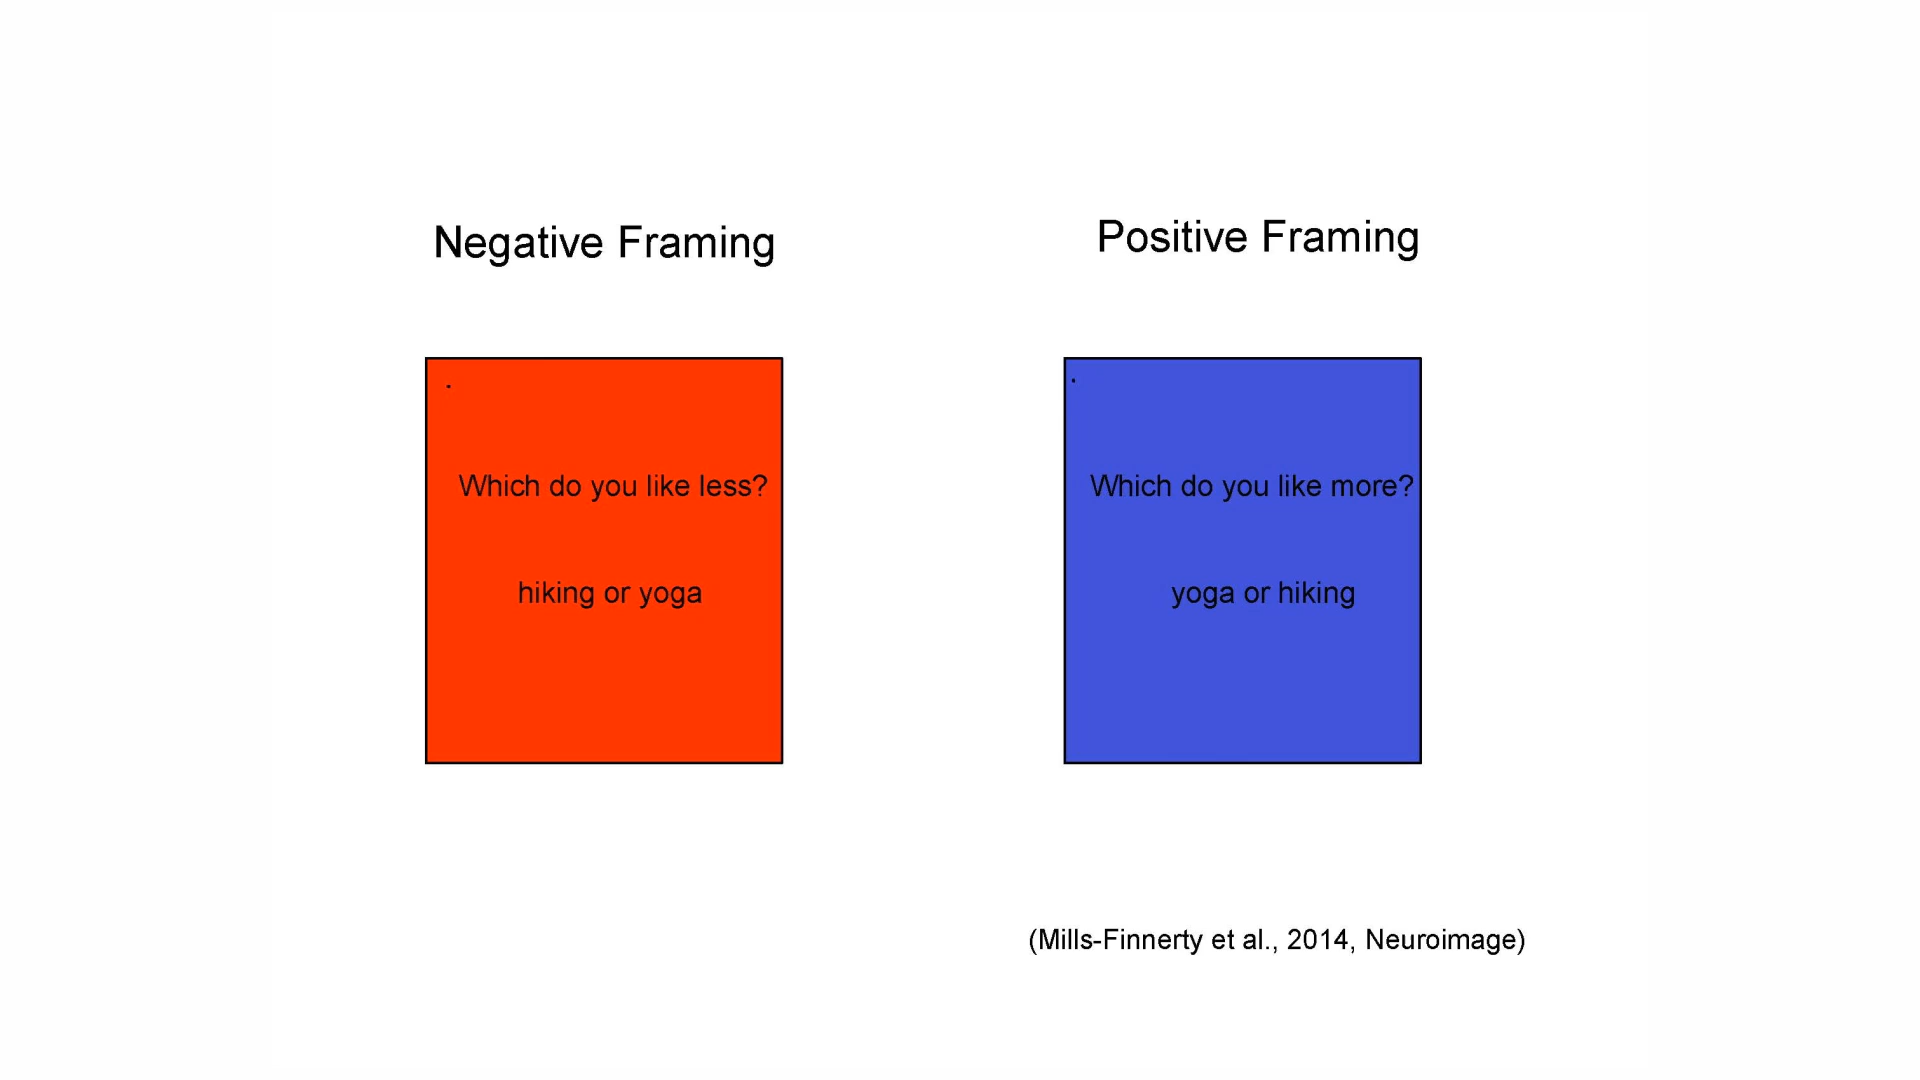 Negative Framing
Positive Framing
Which do you like less?
hiking or yoga
Which do you like more?
yoga or hiking
(Mills-Finnerty et al., 2014, Neuroimage)